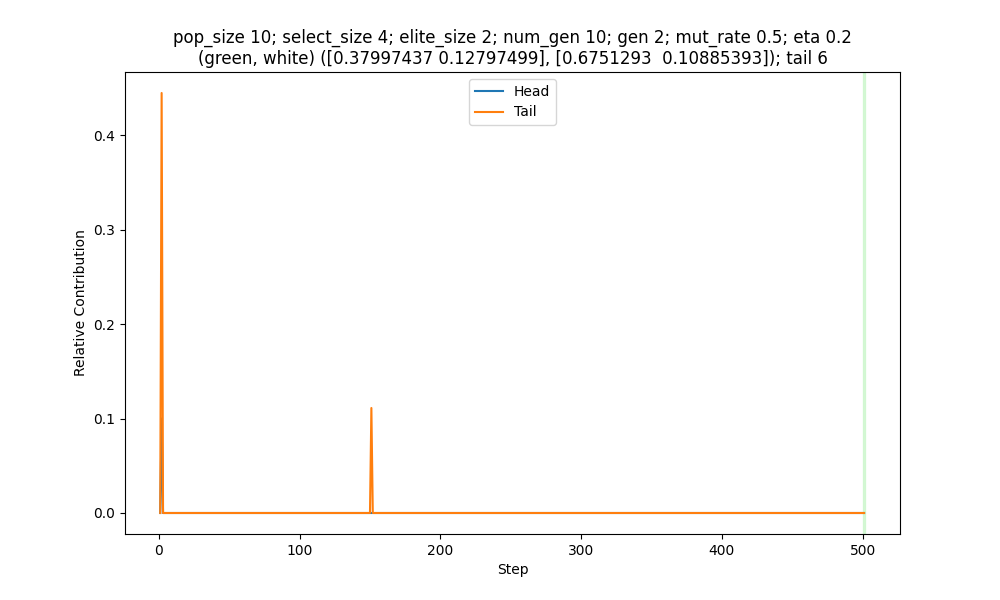 pop_size 10; select_size 4; elite_size 2; num_gen 10; gen 2; mut_rate 0.5; eta 0.2
(green, white) ([0.37997437 0.12797499], [0.6751293  0.10885393]); tail 6
Head
Tail
0.4
0.3
0.2
0.1
0.0
Relative Contribution
0
100
200
300
400
500
Step